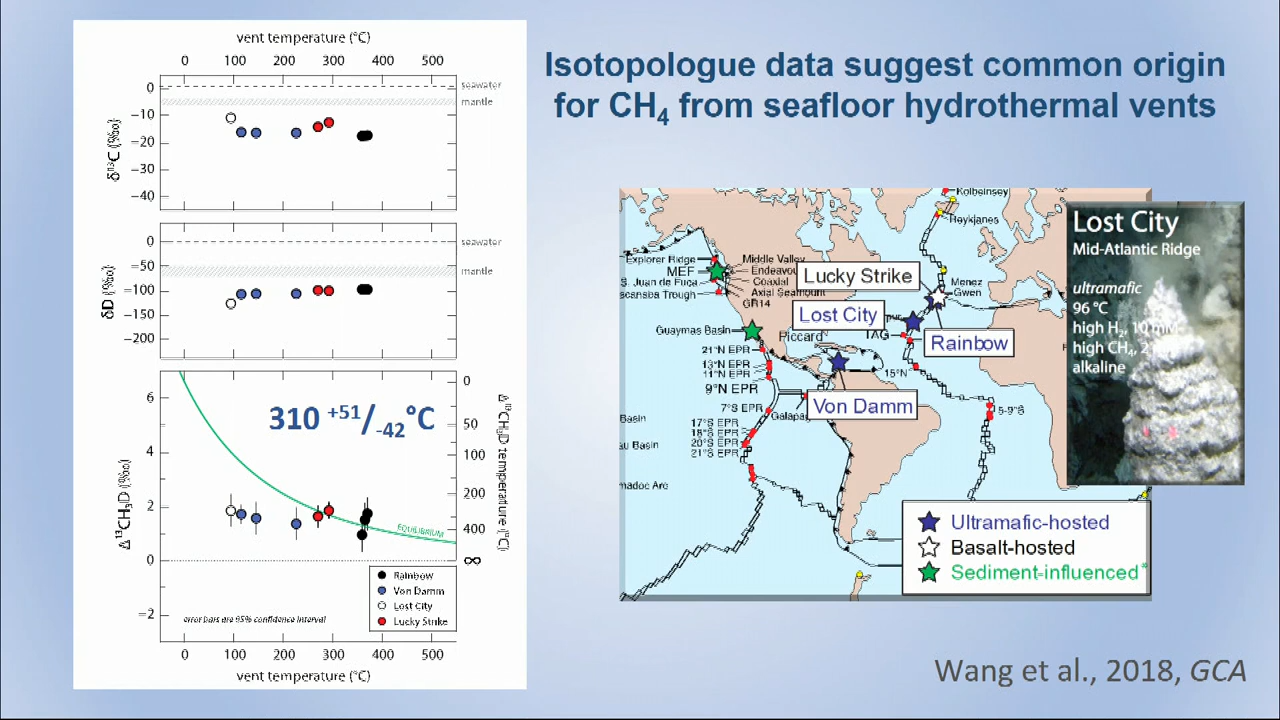 Isotopologue data suggest common origin
for CH₄ from seafloor hydrothermal vents
vent temperature (°C)
0 100 200 300 400 500
0
−10
−20
−30
−40
δ¹³C (‰)
seawater
mantle
0
−50
−100
−150
−200
δD (‰)
seawater
mantle
310 +51/-42°C
6
4
2
0
−2
Δ¹³CH₃D (‰)
0
50
100
200
400
∞
Δ¹³CH₃D termperature (°C)
EQUILIBRIUM
Rainbow
Von Damm
Lost City
Lucky Strike
error bars are 95% confidence interval
0 100 200 300 400 500
vent temperature (°C)
Kolbeinsey
Reykjanes
Explorer Ridge
MEF
S. Juan de Fuca
scanaba Trough
Middle Valley
Endeavou
Coaxial
Axial Seamount
GR14
Lucky Strike
Menez
Gwen
Lost City
Guaymas Basin
Piccard
TAG
Rainbow
21°N EPR
13°N EPR
11°N EPR
9°N EPR
15°N
Von Damm
7°S EPR
Galapa
5-9°S
17°S EPR
18°S EPR
20°S EPR
21°S EPR
Basin
au Basin
madoc Arc
Ultramafic-hosted
Basalt-hosted
Sediment-influenced*
Lost City
Mid-Atlantic Ridge
ultramafic
96 °C
high H₂, 10 mM
high CH₄, 2
alkaline
Wang et al., 2018, GCA